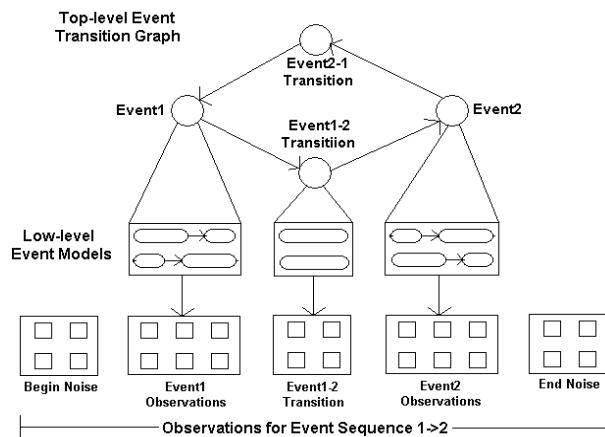 Top-level Event
Transition Graph
Event2-1
Transition
Event1
Event2
Event1-2
Transitiion
Low-level
Event Models
Begin Noise
Event1
Observations
Event1-2
Transition
Event2
Observations
End Noise
Observations for Event Sequence 1->2